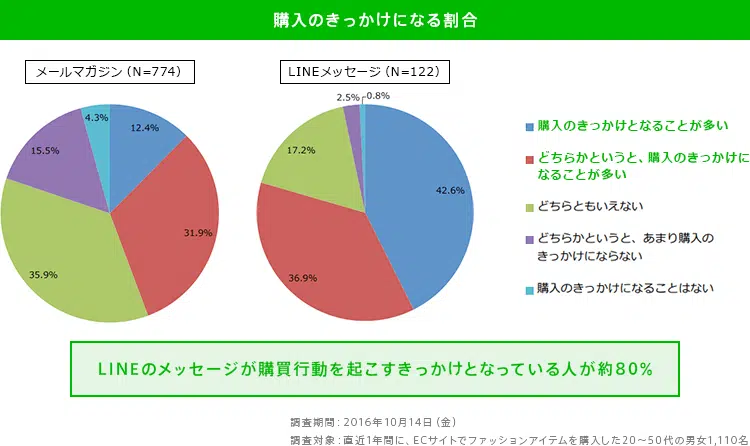 購入のきっかけになる割合
メールマガジン（N=774）
LINEメッセージ（N=122）
4.3%
12.4%
15.5%
31.9%
35.9%
2.5%
0.8%
17.2%
42.6%
36.9%
購入のきっかけとなることが多い
どちらかというと、購入のきっかけに
なることが多い
どちらともいえない
どちらかというと、あまり購入の
きっかけにならない
購入のきっかけになることはない
LINEのメッセージが購買行動を起こすきっかけとなっている人が約80%
調査期間：2016年10月14日（金）
調査対象：直近1年間に、ECサイトでファッションアイテムを購入した20〜50代の男女1,110名